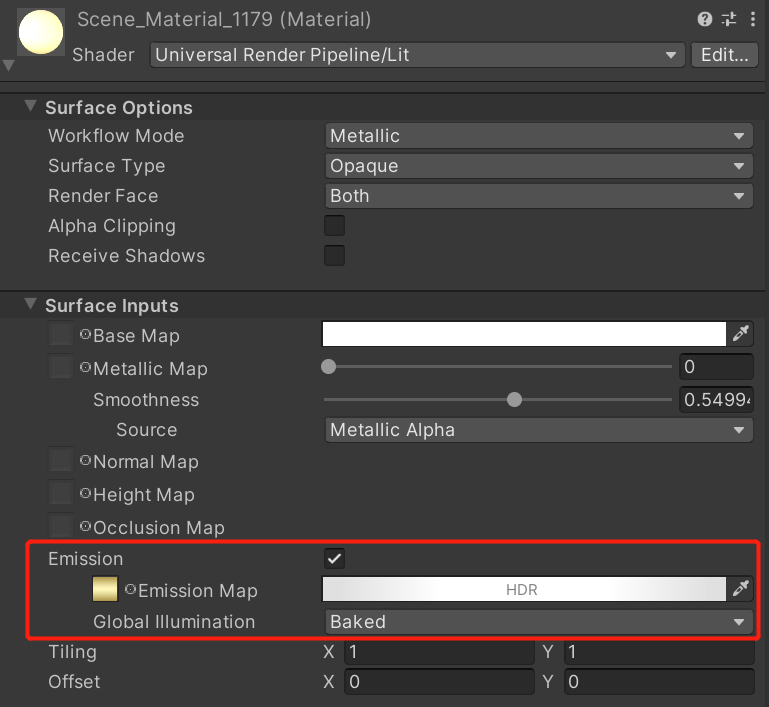 Scene_Material_1179 (Material)
Shader Universal Render Pipeline/Lit Edit...
Surface Options
Workflow Mode Metallic
Surface Type Opaque
Render Face Both
Alpha Clipping
Receive Shadows
Surface Inputs
Base Map
Metallic Map 0
Smoothness 0.5499
Source Metallic Alpha
Normal Map
Height Map
Occlusion Map
Emission
Emission Map HDR
Global Illumination Baked
Tiling X 1 Y 1
Offset X 0 Y 0